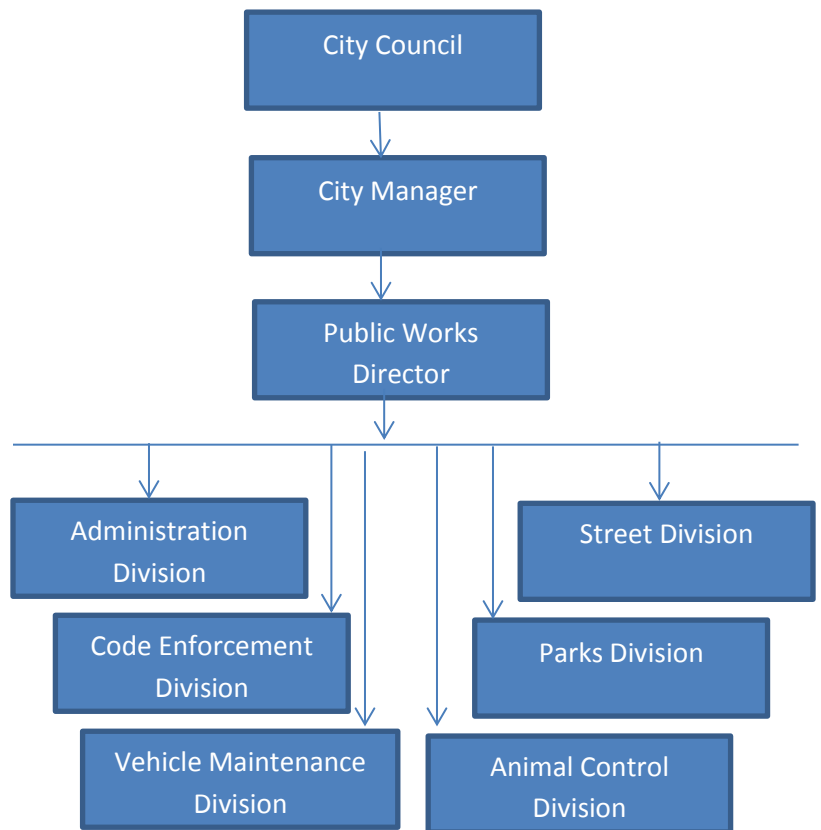 City Council
City Manager
Public Works
Director
Administration
Division
Street Division
Code Enforcement
Division
Parks Division
Vehicle Maintenance
Division
Animal Control
Division